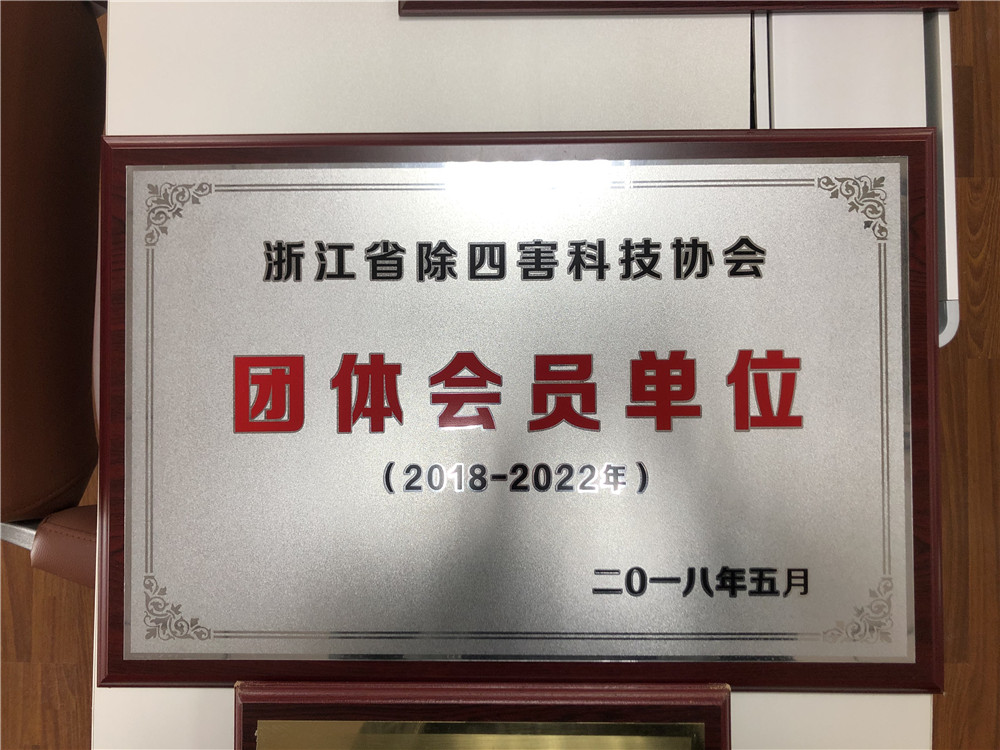 浙江省除四害科技协会
团体会员单位
（2018-2022年）
二0一八年五月